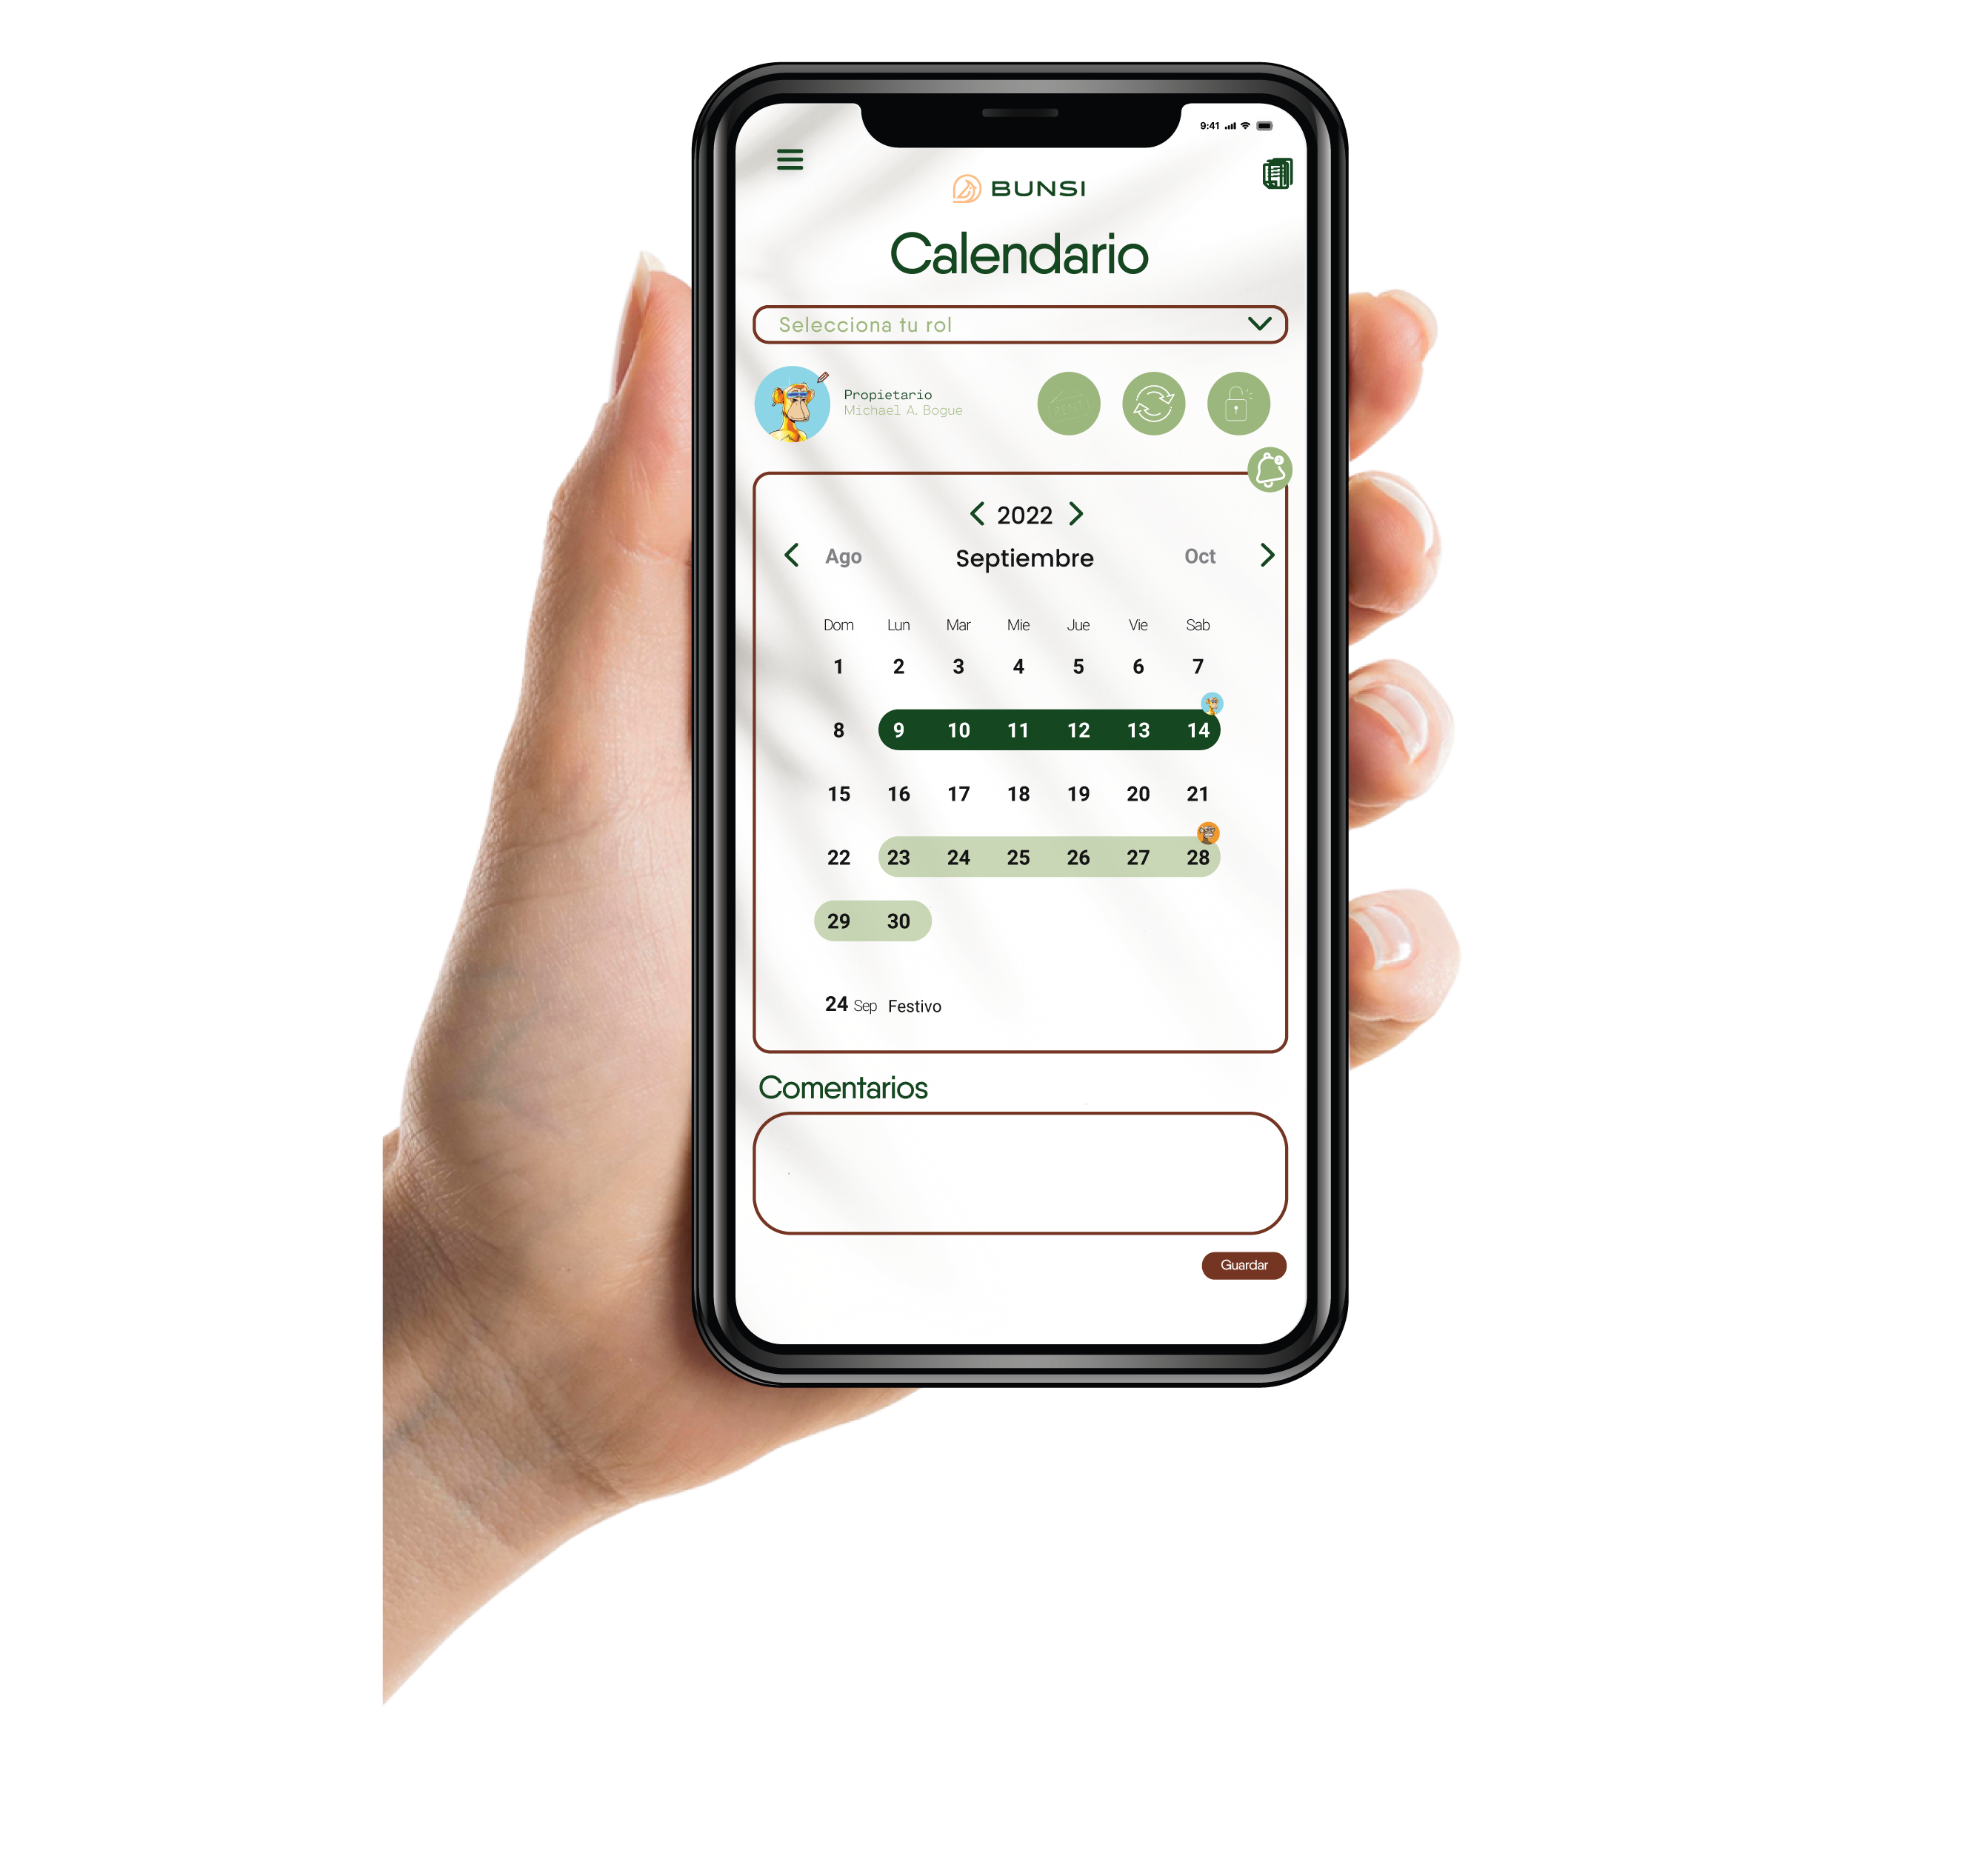 9:41
BUNSI
Calendario
Selecciona tu rol
Propietario
Michael A. Bogue
RENT
2022
Ago Septiembre Oct
Dom Lun Mar Mie Jue Vie Sab
1 2 3 4 5 6 7
8 9 10 11 12 13 14
15 16 17 18 19 20 21
22 23 24 25 26 27 28
29 30
24 Sep Festivo
Comentarios
Guardar